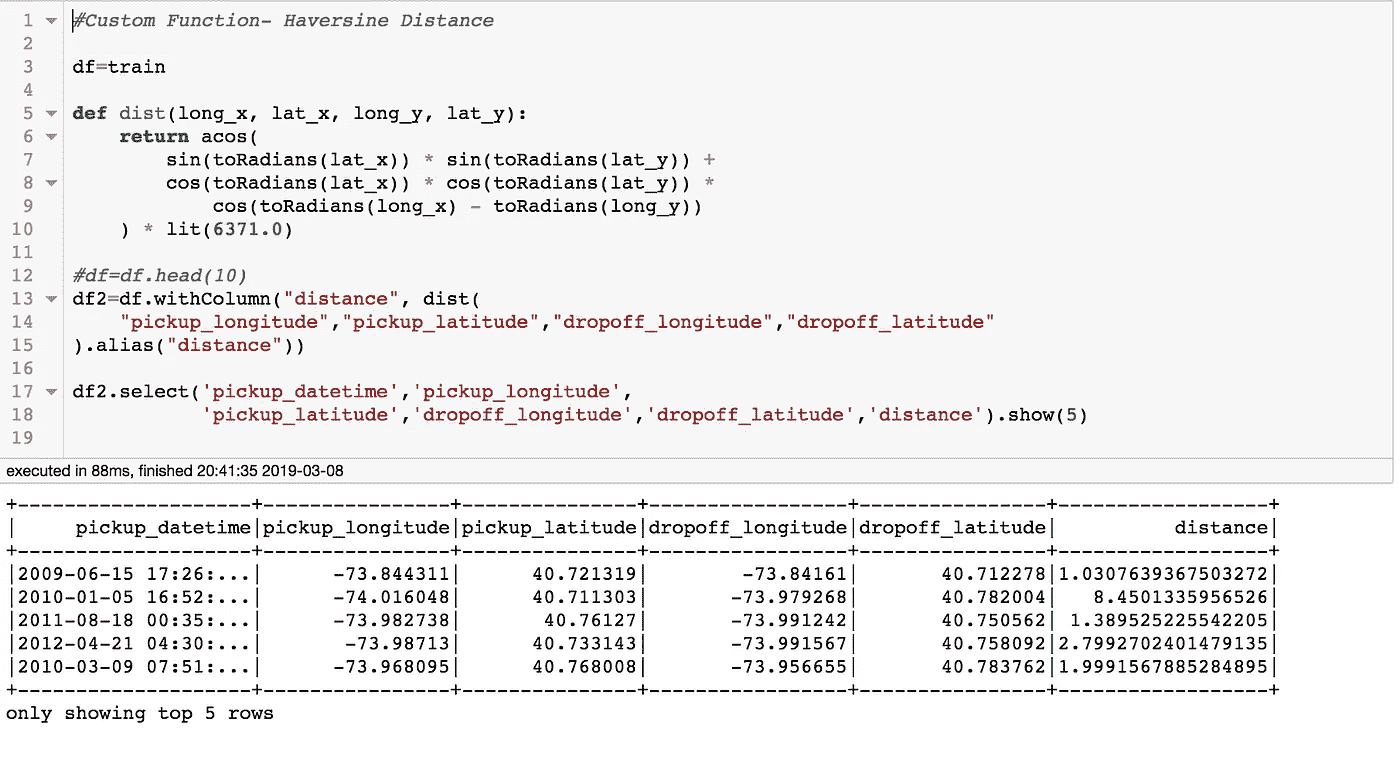 1 #Custom Function- Haversine Distance
2
3 df=train
4
5 def dist(long_x, lat_x, long_y, lat_y):
6     return acos(
7         sin(toRadians(lat_x)) * sin(toRadians(lat_y)) +
8         cos(toRadians(lat_x)) * cos(toRadians(lat_y)) *
9             cos(toRadians(long_x) - toRadians(long_y))
10     ) * lit(6371.0)
11
12 #df=df.head(10)
13 df2=df.withColumn("distance", dist(
14     "pickup_longitude","pickup_latitude","dropoff_longitude","dropoff_latitude"
15 ).alias("distance"))
16
17 df2.select('pickup_datetime','pickup_longitude',
18            'pickup_latitude','dropoff_longitude','dropoff_latitude','distance').show(5)
19
executed in 88ms, finished 20:41:35 2019-03-08
+--------------------+----------------+---------------+-----------------+----------------+------------------+
|     pickup_datetime|pickup_longitude|pickup_latitude|dropoff_longitude|dropoff_latitude|          distance|
+--------------------+----------------+---------------+-----------------+----------------+------------------+
|2009-06-15 17:26:...|      -73.844311|      40.721319|        -73.84161|       40.712278|1.0307639367503272|
|2010-01-05 16:52:...|      -74.016048|      40.711303|       -73.979268|       40.782004|  8.4501335956526|
|2011-08-18 00:35:...|      -73.982738|       40.76127|       -73.991242|       40.750562| 1.389525225542205|
|2012-04-21 04:30:...|       -73.98713|      40.733143|       -73.991567|       40.758092|2.7992702401479135|
|2010-03-09 07:51:...|      -73.968095|      40.768008|       -73.956655|       40.783762|1.9991567885284895|
+--------------------+----------------+---------------+-----------------+----------------+------------------+
only showing top 5 rows